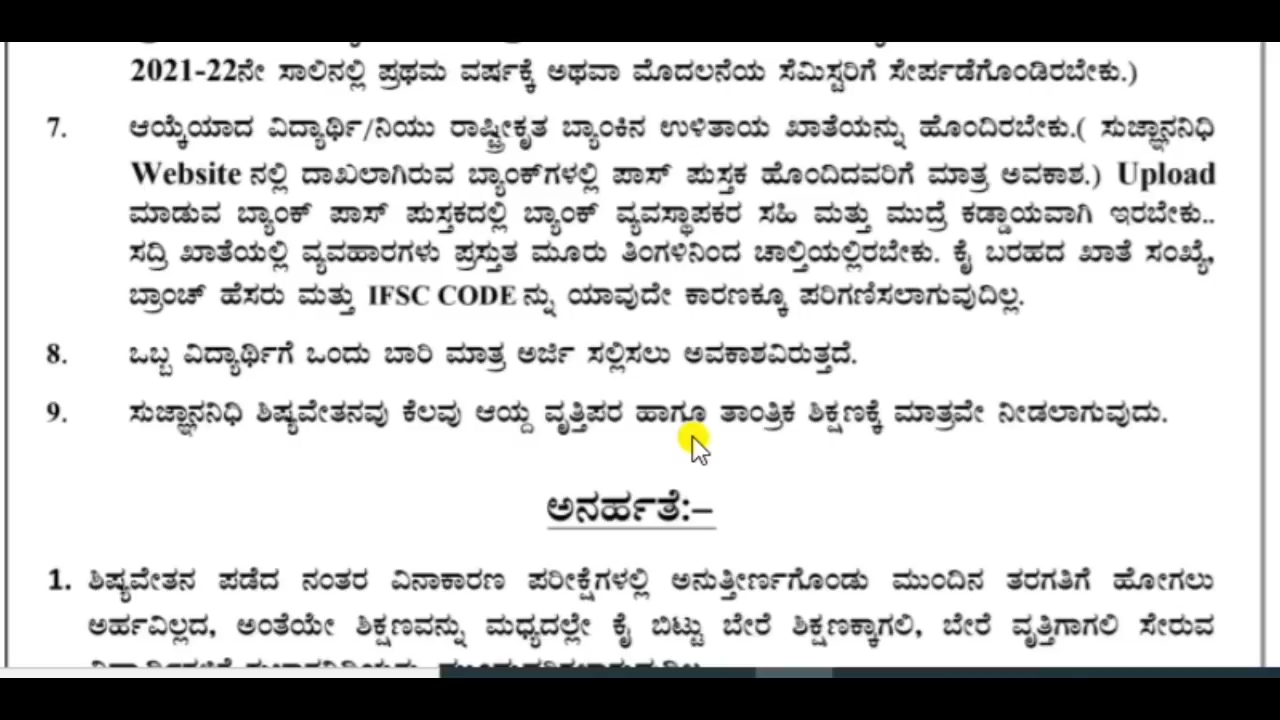 2021-22ನೇ ಸಾಲಿನಲ್ಲಿ ಪ್ರಥಮ ವರ್ಷಕ್ಕೆ ಅಥವಾ ಮೊದಲನೆಯ ಸೆಮಿಸ್ಟರಿಗೆ ಸೇರ್ಪಡೆಗೊಂಡಿರಬೇಕು.)
7. ಆಯ್ಕೆಯಾದ ವಿದ್ಯಾರ್ಥಿ/ನಿಯು ರಾಷ್ಟ್ರೀಕೃತ ಬ್ಯಾಂಕಿನ ಉಳಿತಾಯ ಖಾತೆಯನ್ನು ಹೊಂದಿರಬೇಕು.( ಸುಜ್ಞಾನನಿಧಿ
Website ನಲ್ಲಿ ದಾಖಲಾಗಿರುವ ಬ್ಯಾಂಕ್‌ಗಳಲ್ಲಿ ಪಾಸ್ ಪುಸ್ತಕ ಹೊಂದಿದವರಿಗೆ ಮಾತ್ರ ಅವಕಾಶ.) Upload
ಮಾಡುವ ಬ್ಯಾಂಕ್ ಪಾಸ್ ಪುಸ್ತಕದಲ್ಲಿ ಬ್ಯಾಂಕ್ ವ್ಯವಸ್ಥಾಪಕರ ಸಹಿ ಮತ್ತು ಮುದ್ರೆ ಕಡ್ಡಾಯವಾಗಿ ಇರಬೇಕು..
ಸದ್ರಿ ಖಾತೆಯಲ್ಲಿ ವ್ಯವಹಾರಗಳು ಪ್ರಸ್ತುತ ಮೂರು ತಿಂಗಳಿನಿಂದ ಚಾಲ್ತಿಯಲ್ಲಿರಬೇಕು. ಕೈ ಬರಹದ ಖಾತೆ ಸಂಖ್ಯೆ,
ಬ್ರಾಂಚ್ ಹೆಸರು ಮತ್ತು IFSC CODE ನ್ನು ಯಾವುದೇ ಕಾರಣಕ್ಕೂ ಪರಿಗಣಿಸಲಾಗುವುದಿಲ್ಲ.
8. ಒಬ್ಬ ವಿದ್ಯಾರ್ಥಿಗೆ ಒಂದು ಬಾರಿ ಮಾತ್ರ ಅರ್ಜಿ ಸಲ್ಲಿಸಲು ಅವಕಾಶವಿರುತ್ತದೆ.
9. ಸುಜ್ಞಾನನಿಧಿ ಶಿಷ್ಯವೇತನವು ಕೆಲವು ಆಯ್ದ ವೃತ್ತಿಪರ ಹಾಗೂ ತಾಂತ್ರಿಕ ಶಿಕ್ಷಣಕ್ಕೆ ಮಾತ್ರವೇ ನೀಡಲಾಗುವುದು.
ಅನರ್ಹತೆ:–
1. ಶಿಷ್ಯವೇತನ ಪಡೆದ ನಂತರ ವಿನಾಕಾರಣ ಪರೀಕ್ಷೆಗಳಲ್ಲಿ ಅನುತ್ತೀರ್ಣಗೊಂಡು ಮುಂದಿನ ತರಗತಿಗೆ ಹೋಗಲು
ಅರ್ಹವಿಲ್ಲದ, ಅಂತೆಯೇ ಶಿಕ್ಷಣವನ್ನು ಮಧ್ಯದಲ್ಲೇ ಕೈ ಬಿಟ್ಟು ಬೇರೆ ಶಿಕ್ಷಣಕ್ಕಾಗಲಿ, ಬೇರೆ ವೃತ್ತಿಗಾಗಲಿ ಸೇರುವ